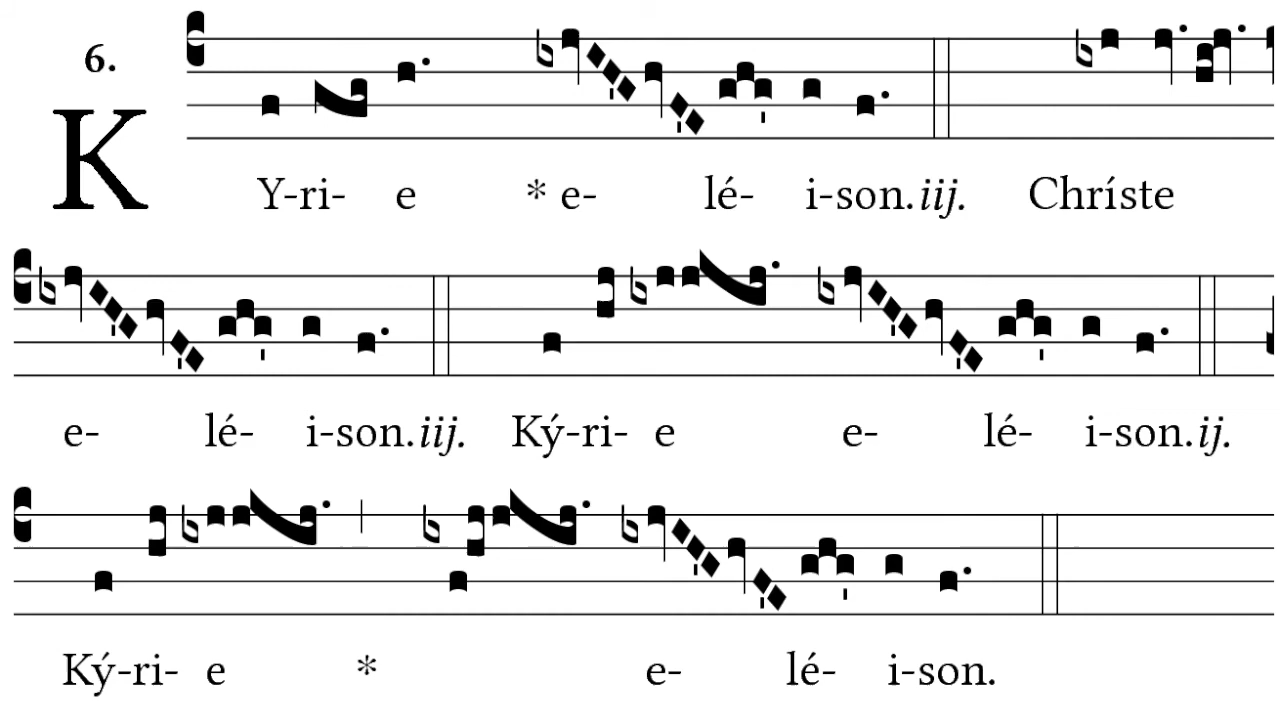 6.
K Y-ri- e * e- lé- i-son. iij. Chríste
e- lé- i-son. iij. Ký-ri- e e- lé- i-son. ij.
Ký-ri- e * e- lé- i-son.